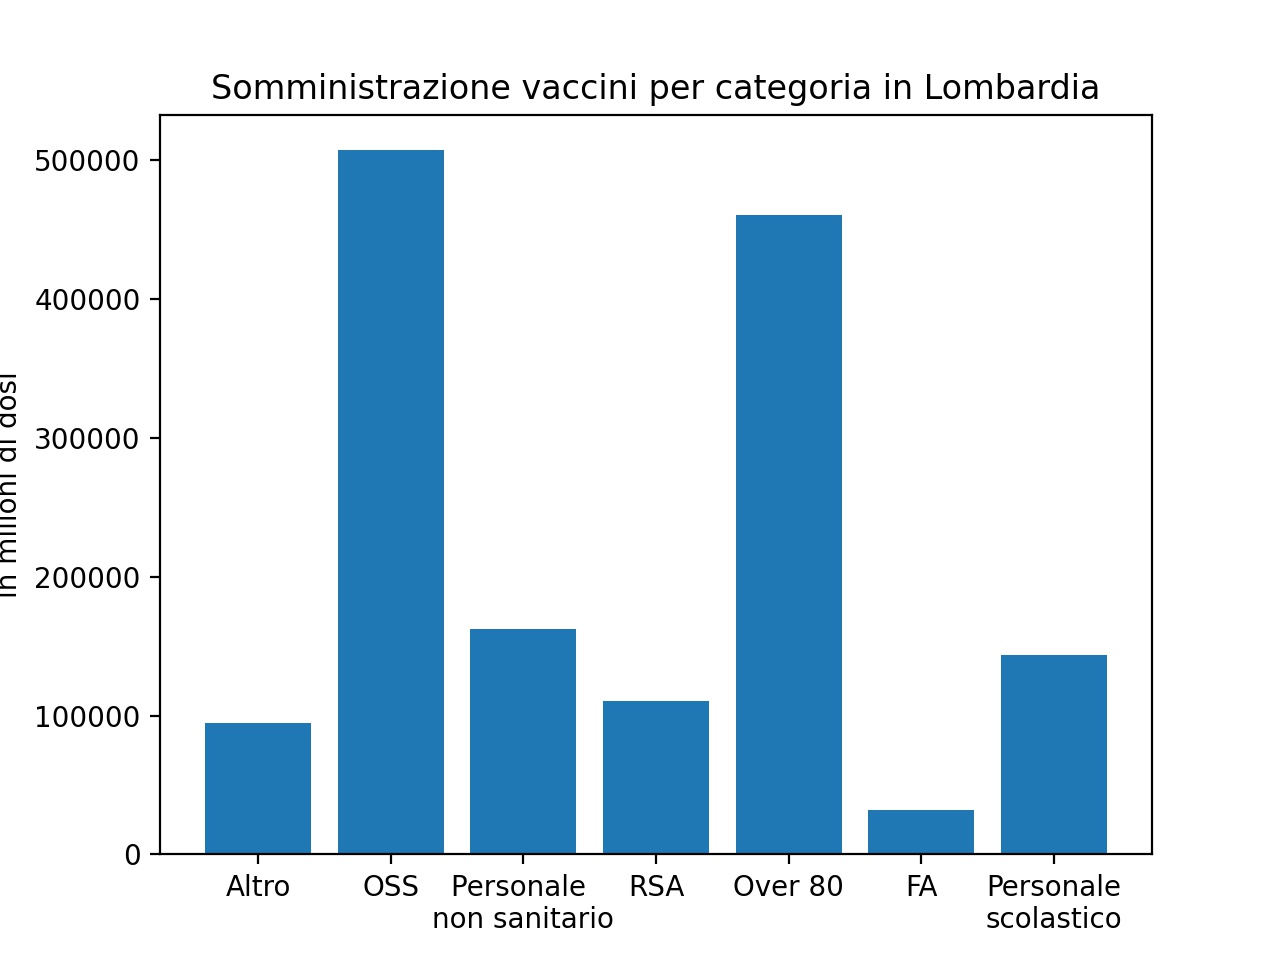 Somministrazione vaccini per categoria in Lombardia
In milioni di dosi
500000
400000
300000
200000
100000
0
Altro
OSS
Personale
non sanitario
RSA
Over 80
FA
Personale
scolastico